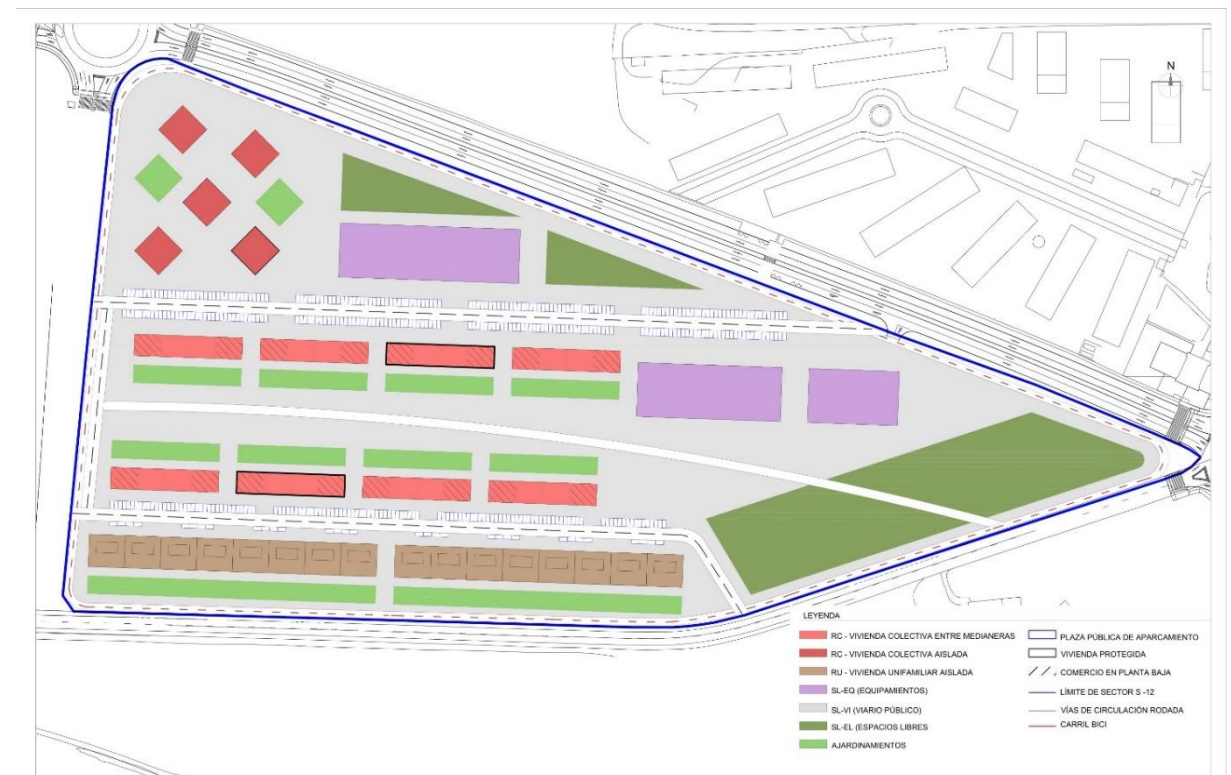 N
LEYENDA
RC - VIVIENDA COLECTIVA ENTRE MEDIANERAS
RC - VIVIENDA COLECTIVA AISLADA
RU - VIVIENDA UNIFAMILIAR AISLADA
SL-EQ (EQUIPAMIENTOS)
SL-VI (VIARIO PÚBLICO)
SL-EL (ESPACIOS LIBRES
AJARDINAMIENTOS
PLAZA PÚBLICA DE APARCAMIENTO
VIVIENDA PROTEGIDA
COMERCIO EN PLANTA BAJA
LÍMITE DE SECTOR S -12
VÍAS DE CIRCULACIÓN RODADA
CARRIL BICI